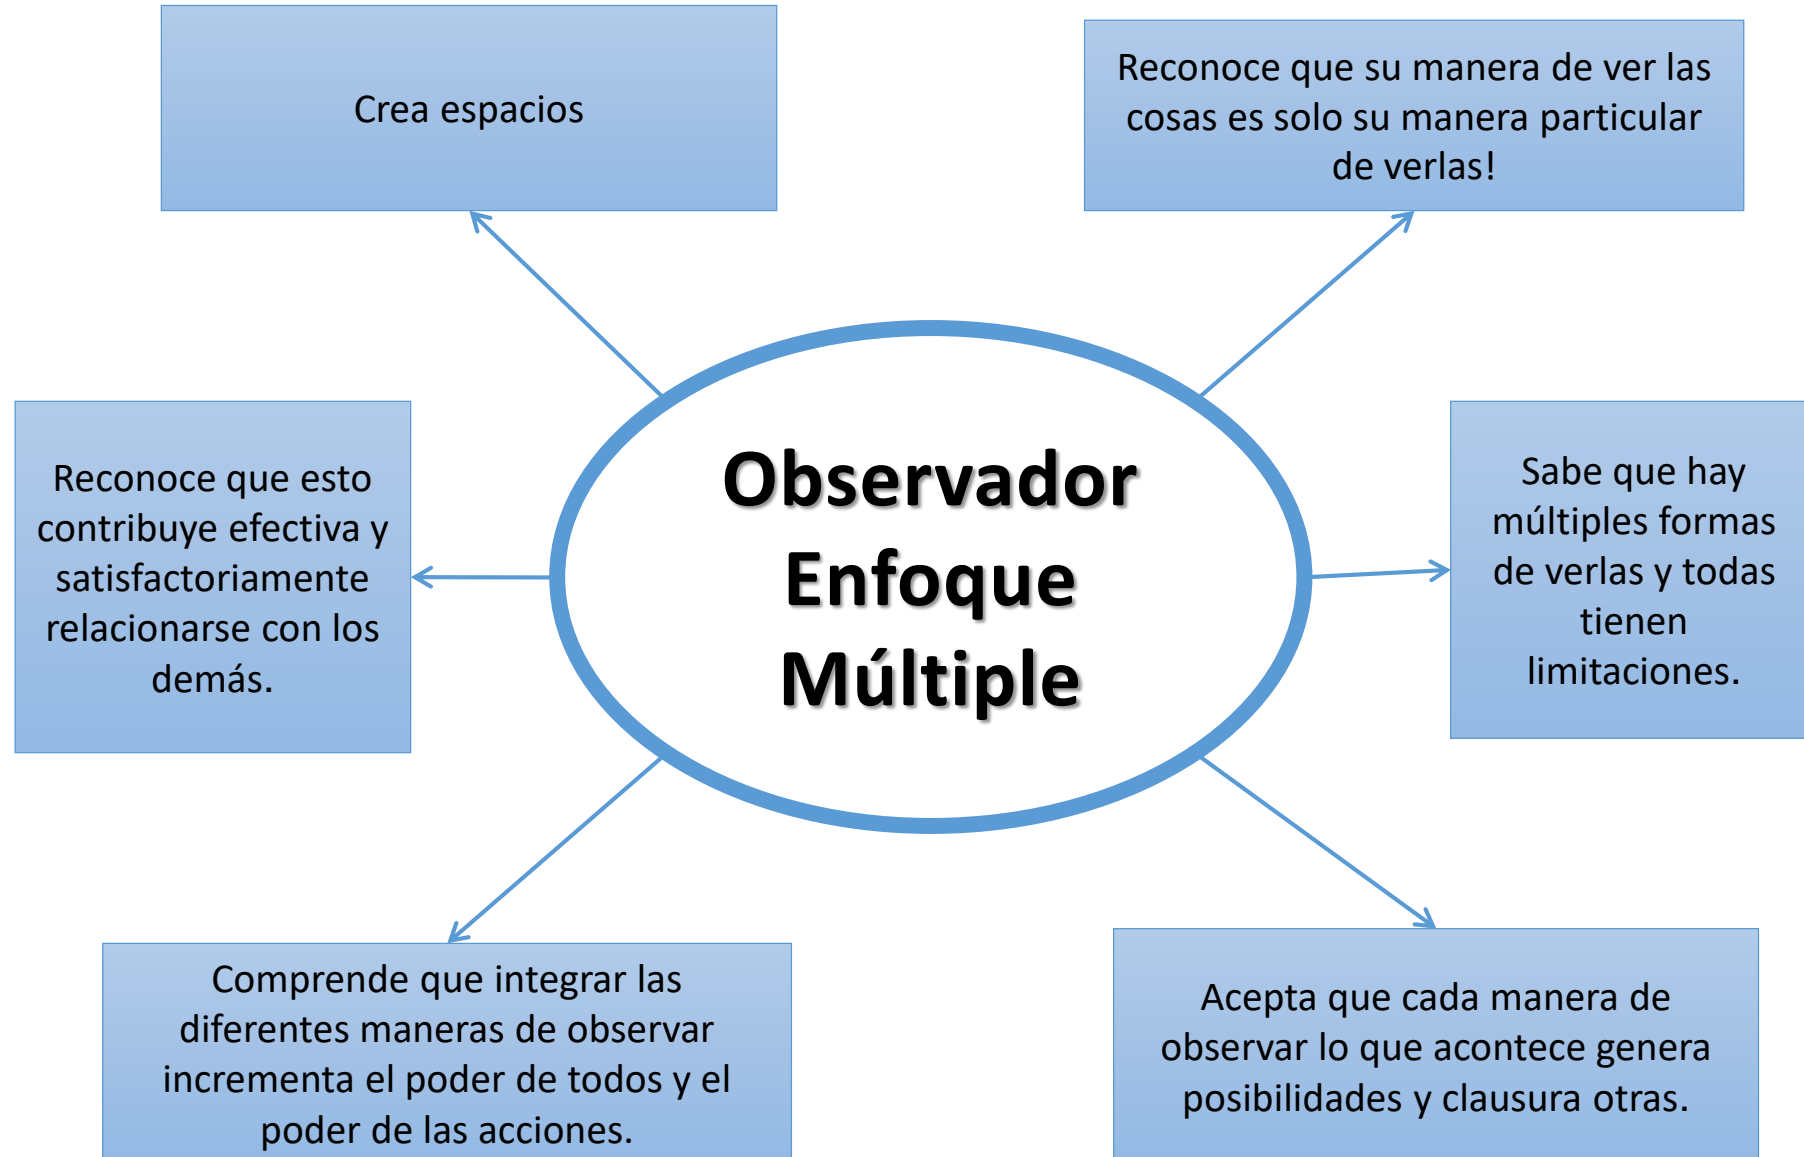 Crea espacios
Reconoce que su manera de ver las
cosas es solo su manera particular
de verlas!
Reconoce que esto
contribuye efectiva y
satisfactoriamente
relacionarse con los
demás.
Observador
Enfoque
Múltiple
Sabe que hay
múltiples formas
de verlas y todas
tienen
limitaciones.
Comprende que integrar las
diferentes maneras de observar
incrementa el poder de todos y el
poder de las acciones.
Acepta que cada manera de
observar lo que acontece genera
posibilidades y clausura otras.